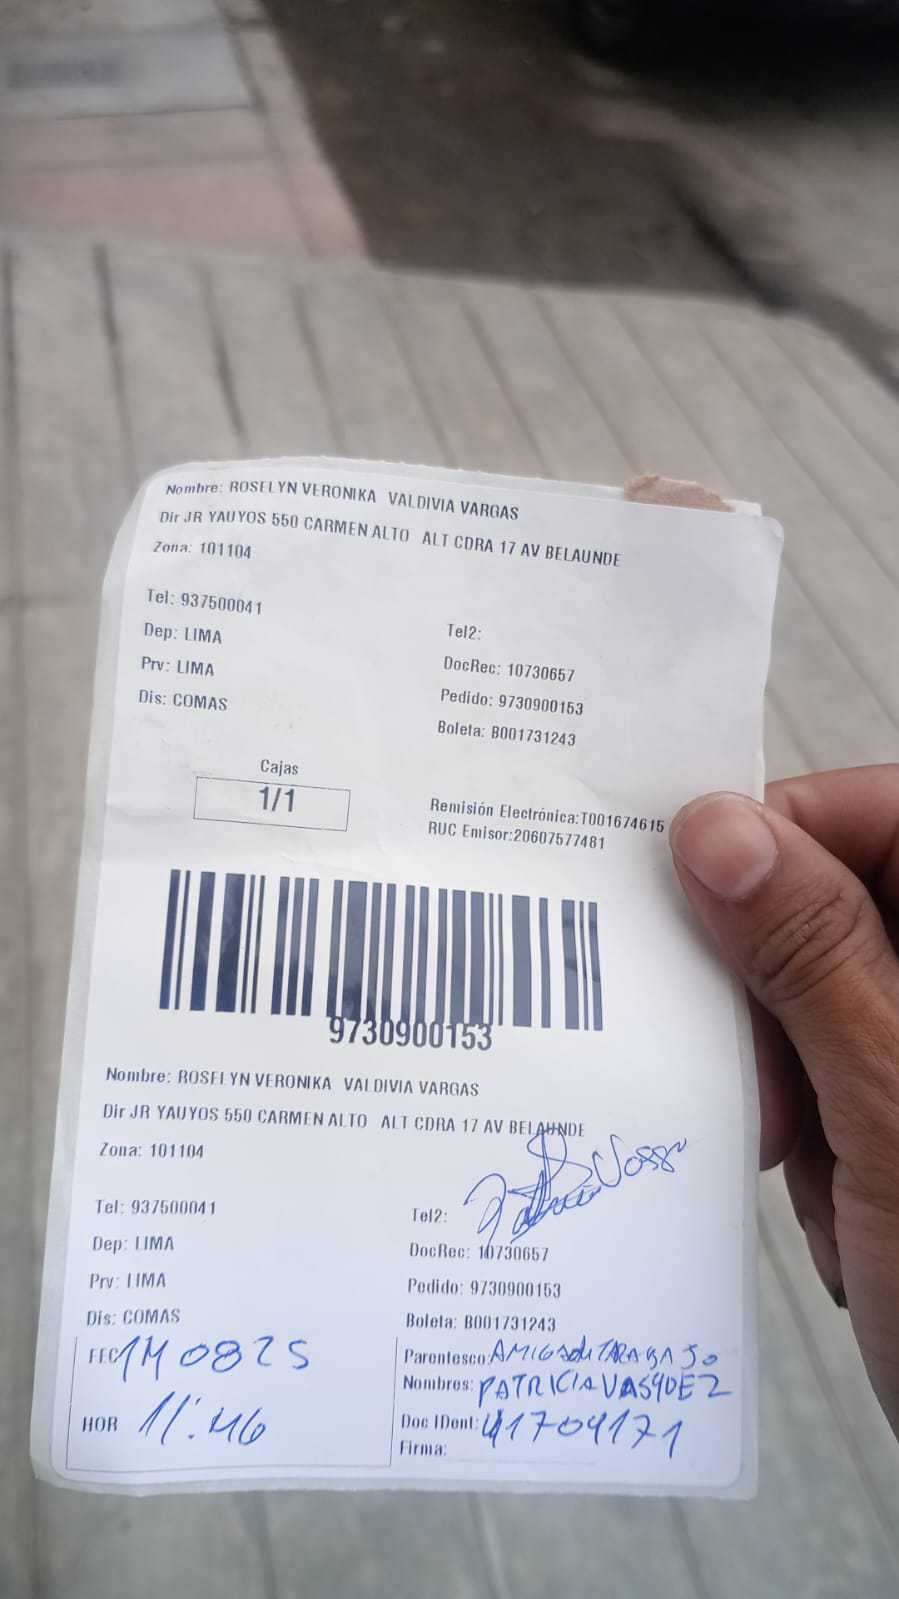 Nombre: ROSELYN VERONIKA VALDIVIA VARGAS
Dir JR YAUYOS 550 CARMEN ALTO ALT CDRA 17 AV BELAUNDE
Zona: 101104
Tel: 937500041
Tel2:
Dep: LIMA
DocRec: 10730657
Prv: LIMA
Pedido: 9730900153
Dis: COMAS
Boleta: B001731243
Cajas
1/1
Remisión Electrónica:T001674615
RUC Emisor:20607577481
9730900153
Nombre: ROSELYN VERONIKA VALDIVIA VARGAS
Dir JR YAUYOS 550 CARMEN ALTO ALT CDRA 17 AV BELAUNDE
Zona: 101104
Tel: 937500041
Tel2:
Dep: LIMA
DocRec: 10730657
Prv: LIMA
Pedido: 9730900153
Dis: COMAS
Boleta: B001731243
FEC 140825
Parentesco: AMIGA
Nombres: PATRICIA VASQUEZ
HOR 11:46
Doc IDent: 41704171
Firma: